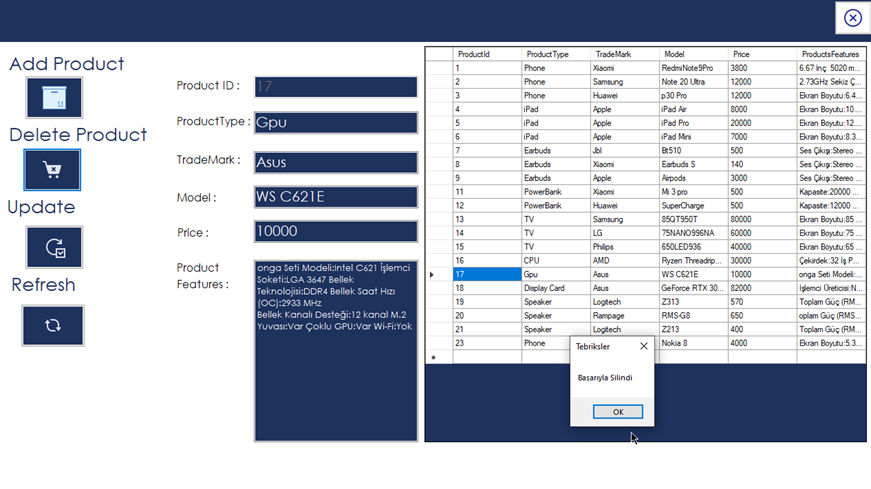 Add Product
Delete Product
Update
Refresh
Product ID : 17
ProductType : Gpu
TradeMark : Asus
Model : WS C621E
Price : 10000
Product Features :
onga Seti Modeli:Intel C621 İşlemci
Soketi:LGA 3647 Bellek
Teknolojisi:DDR4 Bellek Saat Hızı
(OC):2933 MHz
Bellek Kanalı Desteği:12 kanal M.2
Yuvası:Var Çoklu GPU:Var Wi-Fi:Yok
ProductId ProductType TradeMark Model Price ProductsFeatures
1 Phone Xiaomi RedmiNote9Pro 3800 6.67 İnç 5020 m...
2 Phone Samsung Note 20 Ultra 12000 2.73GHz Sekiz Ç...
3 Phone Huawei p30 Pro 12000 Ekran Boyutu:6.4...
4 iPad Apple iPad Air 8000 Ekran Boyutu:10....
5 iPad Apple iPad Pro 20000 Ekran Boyutu:12....
6 iPad Apple iPad Mini 7000 Ekran Boyutu:8.3...
7 Earbuds Jbl Bt510 500 Ses Çıkışı:Stereo ...
8 Earbuds Xiaomi Earbuds S 140 Ses Çıkışı:Stereo ...
9 Earbuds Apple Airpods 3000 Ses Çıkışı:Stereo ...
11 PowerBank Xiaomi Mi 3 pro 500 Kapasite:20000 ...
12 PowerBank Huawei SuperCharge 500 Kapasite:12000 ...
13 TV Samsung 85QT950T 80000 Ekran Boyutu:85 ...
14 TV LG 75NANO996NA 60000 Ekran Boyutu:75 ...
15 TV Philips 650LED936 40000 Ekran Boyutu:65 ...
16 CPU AMD Ryzen Threadrip... 30000 Çekirdek:32 İş P...
17 Gpu Asus WS C621E 10000 onga Seti Modeli:...
18 Display Card Asus GeForce RTX 30... 82000 İşlemci Üreticisi:N...
19 Speaker Logitech Z313 570 Toplam Güç (RM...
20 Speaker Rampage RMS-G8 650 oplam Güç (RMS...
21 Speaker Logitech Z213 400 Toplam Güç (RM...
23 Phone Nokia 8 4000 Ekran Boyutu:5.3...
Tebriksler
Başarıyla Silindi
OK